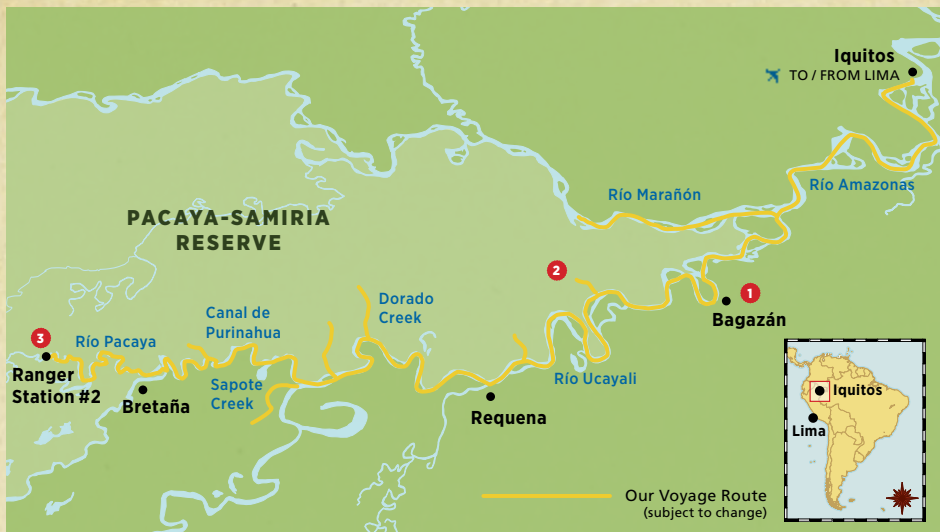 Iquitos
TO / FROM LIMA
Río Marañón
Río Amazonas
PACAYA-SAMIRIA
RESERVE
2
1
Bagazán
Dorado
Creek
Canal de
Purinahua
3
Río Pacaya
Ranger
Station #2
Bretaña
Sapote
Creek
Río Ucayali
Requena
Iquitos
Lima
Our Voyage Route
(subject to change)